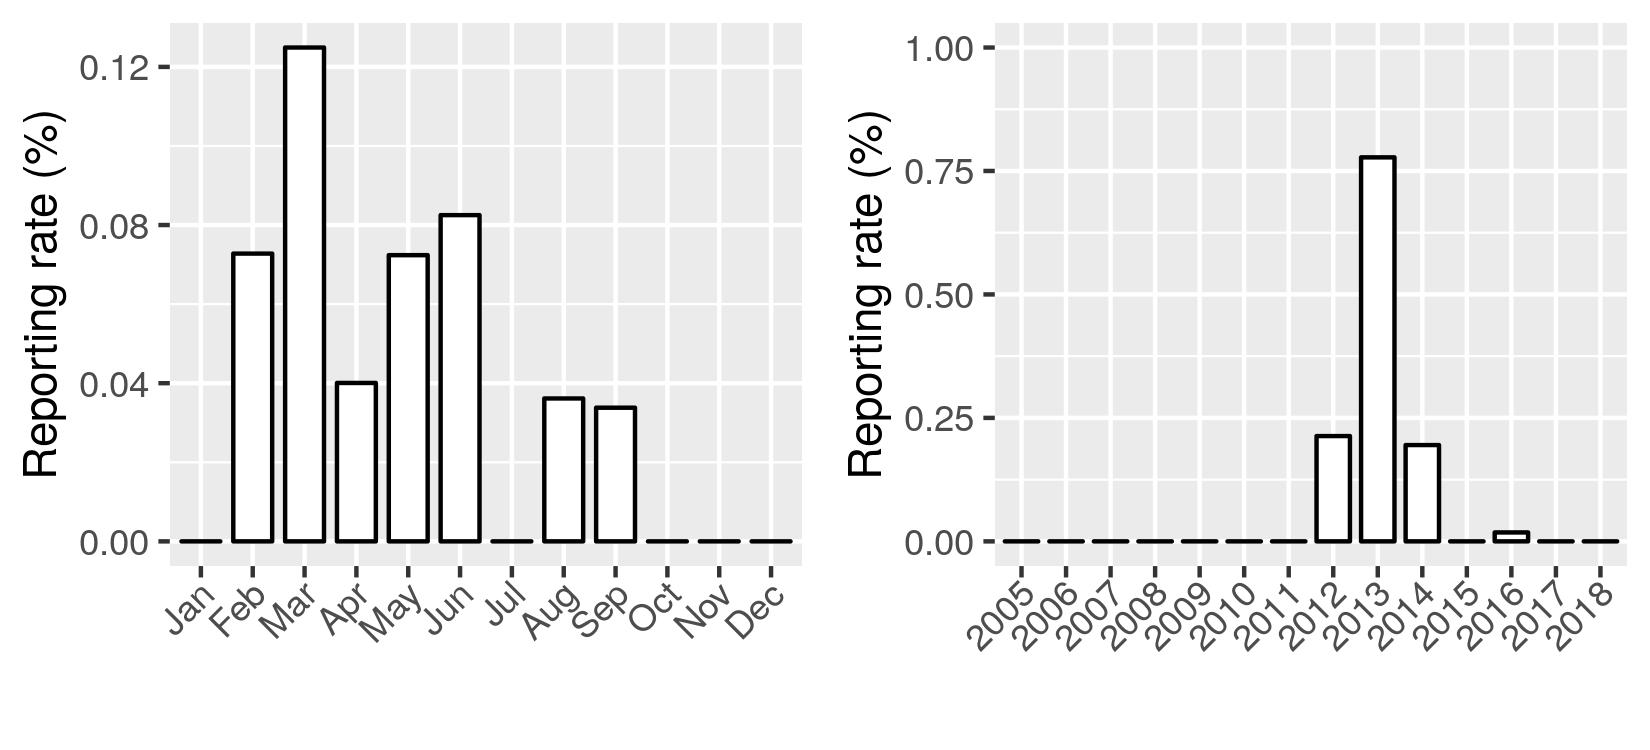 Reporting rate (%)
0.12
0.08
0.04
0.00
Jan Feb Mar Apr May Jun Jul Aug Sep Oct Nov Dec
Reporting rate (%)
1.00
0.75
0.50
0.25
0.00
2005 2006 2007 2008 2009 2010 2011 2012 2013 2014 2015 2016 2017 2018